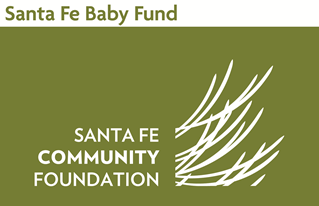 Santa Fe Baby Fund
SANTA FE
COMMUNITY
FOUNDATION